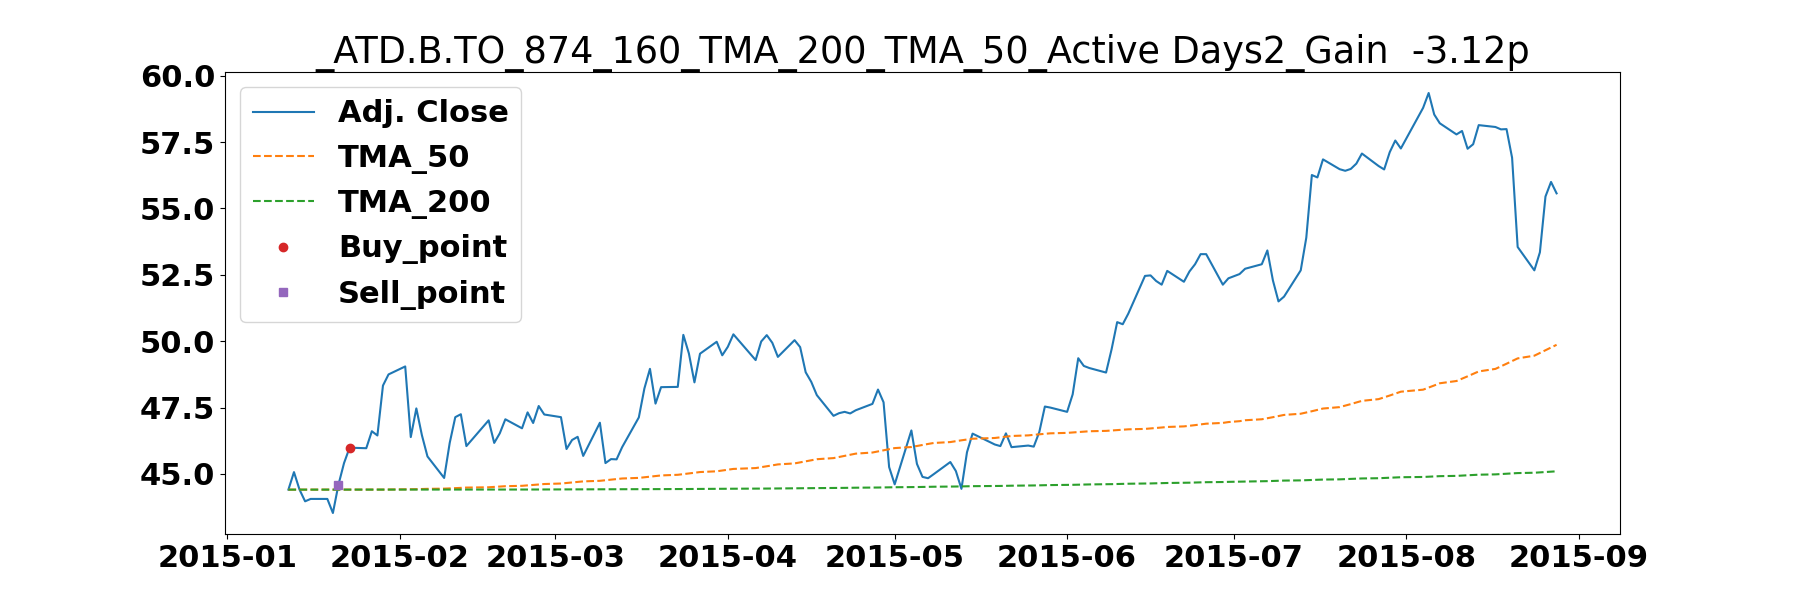 _ATD.B.TO_874_160_TMA_200_TMA_50_Active Days2_Gain  -3.12p
60.0
57.5
55.0
52.5
50.0
47.5
45.0
Adj. Close
TMA_50
TMA_200
Buy_point
Sell_point
2015-01 2015-02 2015-03 2015-04 2015-05 2015-06 2015-07 2015-08 2015-09